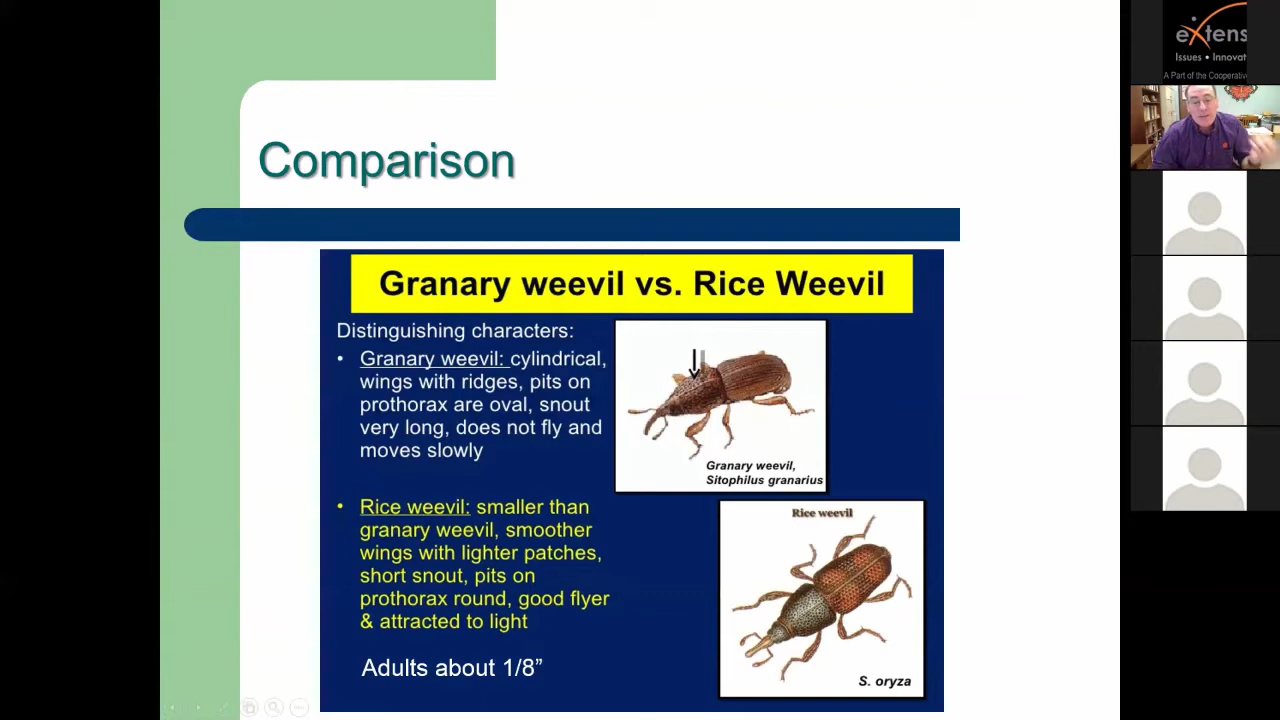 Comparison
Granary weevil vs. Rice Weevil
Distinguishing characters:
• Granary weevil: cylindrical,
wings with ridges, pits on
prothorax are oval, snout
very long, does not fly and
moves slowly
Granary weevil,
Sitophilus granarius
• Rice weevil: smaller than
granary weevil, smoother
wings with lighter patches,
short snout, pits on
prothorax round, good flyer
& attracted to light
Adults about 1/8”
Rice weevil
S. oryza
eXtens
Issues • Innovat
A Part of the Cooperativ